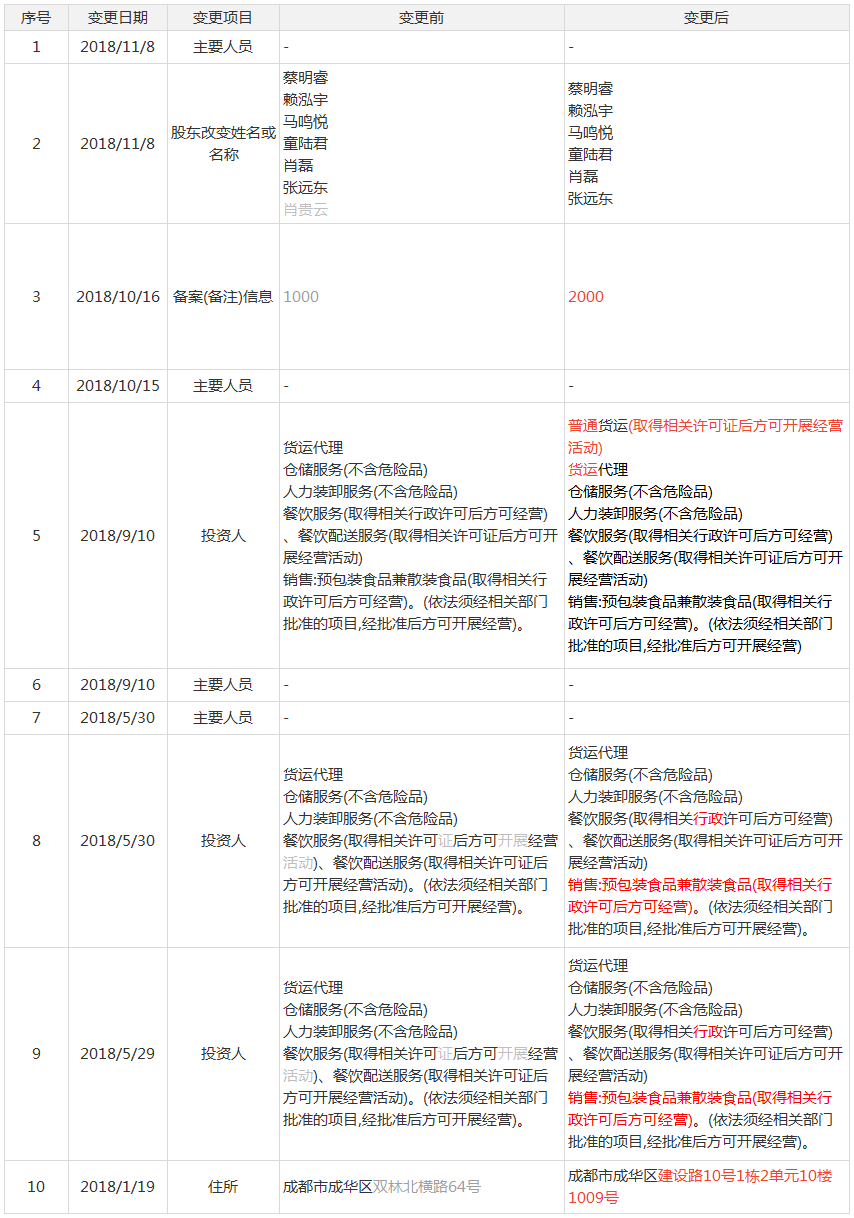 序号 变更日期 变更项目 变更前 变更后
1 2018/11/8 主要人员 - -
2 2018/11/8 股东改变姓名或
名称
蔡明睿
赖泓宇
马鸣悦
童陆君
肖磊
张远东
肖贵云
蔡明睿
赖泓宇
马鸣悦
童陆君
肖磊
张远东
3 2018/10/16 备案(备注)信息 1000 2000
4 2018/10/15 主要人员 - -
5 2018/9/10 投资人
货运代理
仓储服务(不含危险品)
人力装卸服务(不含危险品)
餐饮服务(取得相关行政许可后方可经营)
、餐饮配送服务(取得相关许可证后方可开
展经营活动)
销售:预包装食品兼散装食品(取得相关行
政许可后方可经营)。(依法须经相关部门
批准的项目,经批准后方可开展经营)。
普通货运(取得相关许可证后方可开展经营
活动)
货运代理
仓储服务(不含危险品)
人力装卸服务(不含危险品)
餐饮服务(取得相关行政许可后方可经营)
、餐饮配送服务(取得相关许可证后方可开
展经营活动)
销售:预包装食品兼散装食品(取得相关行
政许可后方可经营)。(依法须经相关部门
批准的项目,经批准后方可开展经营)
6 2018/9/10 主要人员 - -
7 2018/5/30 主要人员 - -
8 2018/5/30 投资人
货运代理
仓储服务(不含危险品)
人力装卸服务(不含危险品)
餐饮服务(取得相关许可证后方可开展经营
活动)、餐饮配送服务(取得相关许可证后
方可开展经营活动)。(依法须经相关部门
批准的项目,经批准后方可开展经营)。
货运代理
仓储服务(不含危险品)
人力装卸服务(不含危险品)
餐饮服务(取得相关行政许可后方可经营)
、餐饮配送服务(取得相关许可证后方可开
展经营活动)
销售:预包装食品兼散装食品(取得相关行
政许可后方可经营)。(依法须经相关部门
批准的项目,经批准后方可开展经营)。
9 2018/5/29 投资人
货运代理
仓储服务(不含危险品)
人力装卸服务(不含危险品)
餐饮服务(取得相关许可证后方可开展经营
活动)、餐饮配送服务(取得相关许可证后
方可开展经营活动)。(依法须经相关部门
批准的项目,经批准后方可开展经营)。
货运代理
仓储服务(不含危险品)
人力装卸服务(不含危险品)
餐饮服务(取得相关行政许可后方可经营)
、餐饮配送服务(取得相关许可证后方可开
展经营活动)
销售:预包装食品兼散装食品(取得相关行
政许可后方可经营)。(依法须经相关部门
批准的项目,经批准后方可开展经营)。
10 2018/1/19 住所 成都市成华区双林北横路64号
成都市成华区建设路10号1栋2单元10楼
1009号